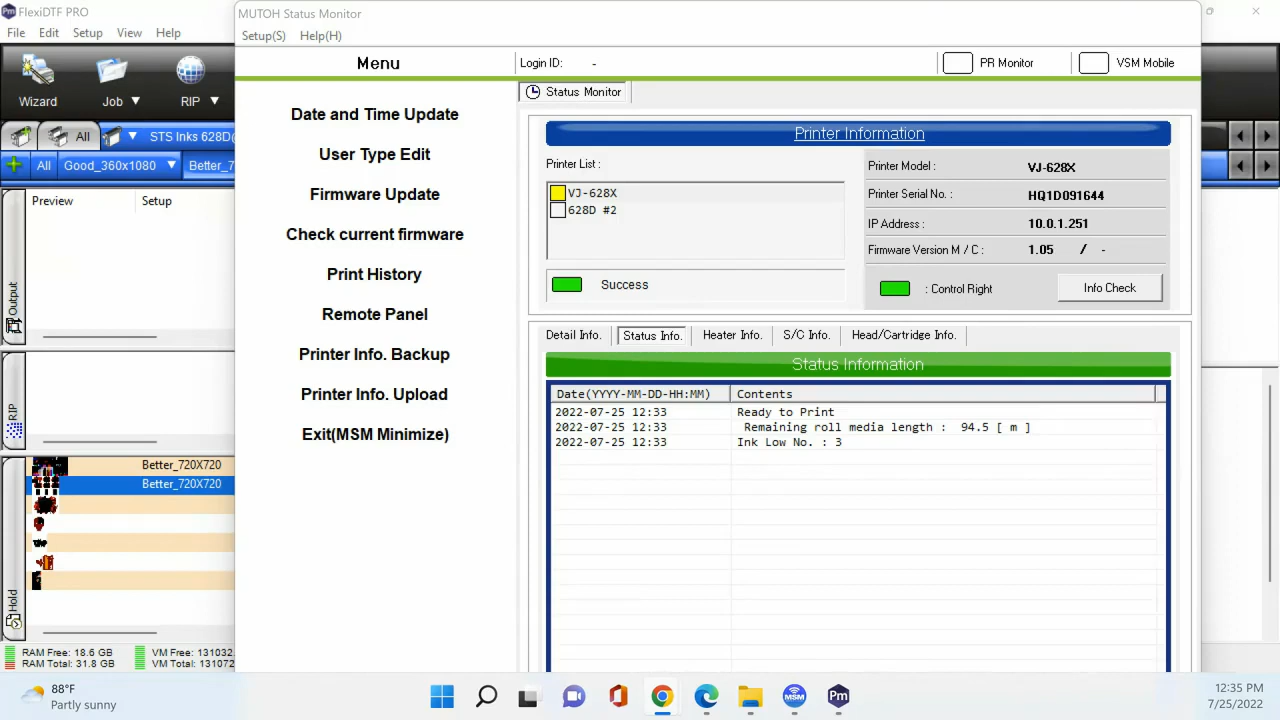 FlexiDTF PRO
File Edit Setup View Help
Wizard Job RIP
All STS Inks 628D
All Good_360x1080 Better_7
Preview Setup
Output
RIP
Better_720X720
Better_720X720
Hold
RAM Free: 18.6 GB VM Free: 131032
RAM Total: 31.8 GB VM Total: 131072
MUTOH Status Monitor
Setup(S) Help(H)
Menu
Date and Time Update
User Type Edit
Firmware Update
Check current firmware
Print History
Remote Panel
Printer Info. Backup
Printer Info. Upload
Exit(MSM Minimize)
Login ID: - PR Monitor VSM Mobile
Status Monitor
Printer Information
Printer List :
VJ-628X
628D #2
Success
Printer Model : VJ-628X
Printer Serial No. : HQ1D091644
IP Address : 10.0.1.251
Firmware Version M / C : 1.05 / -
: Control Right Info Check
Detail Info. Status Info. Heater Info. S/C Info. Head/Cartridge Info.
Status Information
Date(YYYY-MM-DD-HH:MM) Contents
2022-07-25 12:33 Ready to Print
2022-07-25 12:33 Remaining roll media length : 94.5 [ m ]
2022-07-25 12:33 Ink Low No. : 3
88°F
Partly sunny
MSM
Pm
12:35 PM
7/25/2022